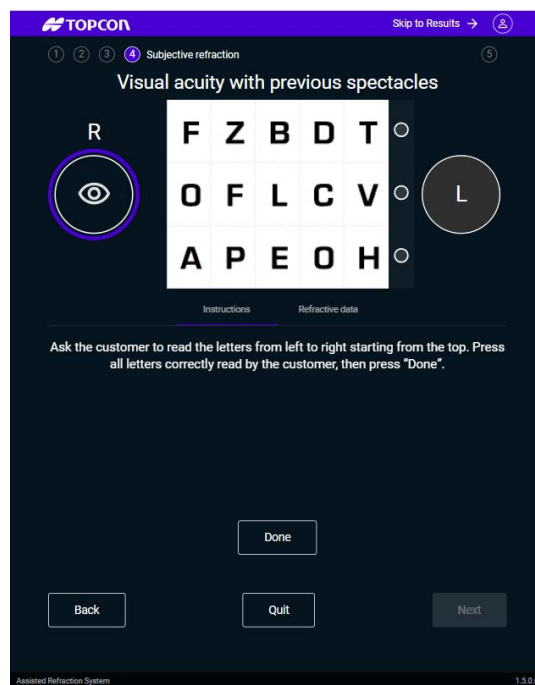 TOPCON
Skip to Results →
1 2 3 4 Subjective refraction 5
Visual acuity with previous spectacles
R
F Z B D T
O F L C V
L
A P E O H
Instructions Refractive data
Ask the customer to read the letters from left to right starting from the top. Press
all letters correctly read by the customer, then press "Done".
Done
Back Quit Next
Assisted Refraction System 1.5.0.